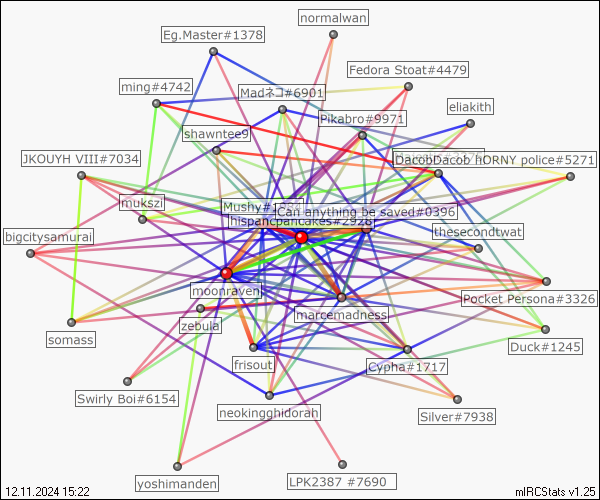 normalwan
Eg.Master#1378
Fedora Stoat#4479
ming#4742
Madネコ#6901
eliakith
Pikabro#9971
shawntee9
JKOUYH VIII#7034
DacobDacob
hORNY police#5271
mukszi
Mushy#1984
Can anything be saved#0396
hispancpancakes#2928
bigcitysamurai
thesecondtwat
moonraven
Pocket Persona#3326
marcemadness
zebula
somass
frisout
Duck#1245
Cypha#1717
Swirly Boi#6154
neokingghidorah
Silver#7938
yoshimanden
LPK2387 #7690
12.11.2024 15:22
mIRCStats v1.25